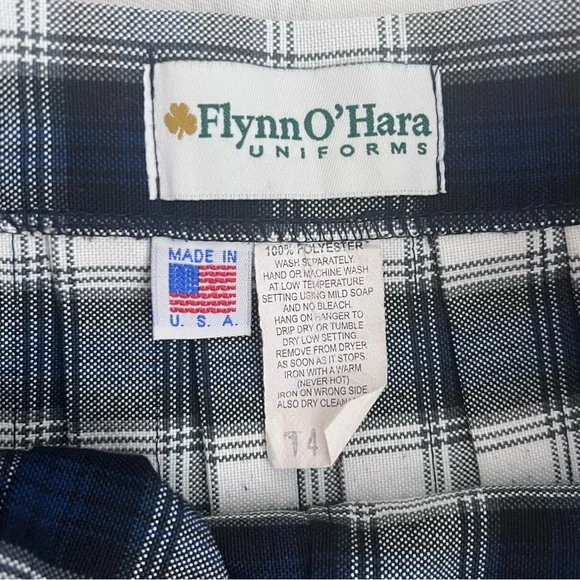 Flynn O'Hara
UNIFORMS
MADE IN
U. S. A.
100% POLYESTER
WASH SEPARATELY.
HAND OR MACHINE WASH
AT LOW TEMPERATURE
SETTING USING MILD SOAP
AND NO BLEACH.
HANG ON HANGER TO
DRIP DRY OR TUMBLE
DRY LOW SETTING
REMOVE FROM DRYER
AS SOON AS IT STOPS.
IRON WITH A WARM
(NEVER HOT)
IRON ON WRONG SIDE.
ALSO DRY
14